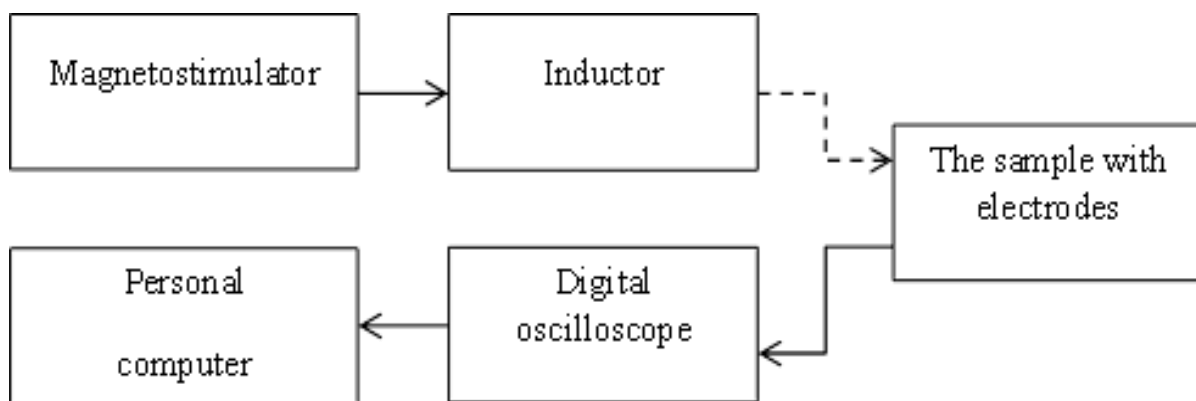 Magnetostimulator
Inductor
The sample with
electrodes
Personal
computer
Digital
oscilloscope